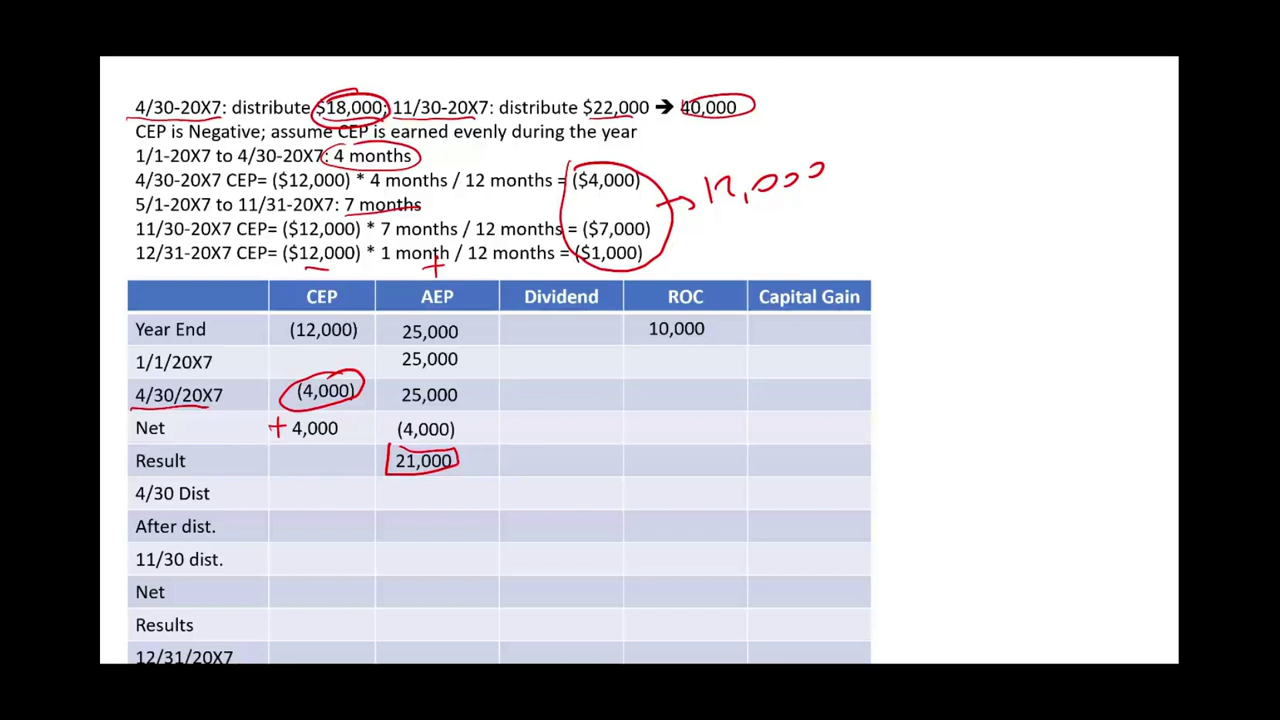 4/30-20X7: distribute $18,000; 11/30-20X7: distribute $22,000 → 40,000
CEP is Negative; assume CEP is earned evenly during the year
1/1-20X7 to 4/30-20X7: 4 months
4/30-20X7 CEP= ($12,000) * 4 months / 12 months = ($4,000)
12,000
5/1-20X7 to 11/31-20X7: 7 months
11/30-20X7 CEP= ($12,000) * 7 months / 12 months = ($7,000)
12/31-20X7 CEP= ($12,000) * 1 month / 12 months = ($1,000)
− +
CEP AEP Dividend ROC Capital Gain
Year End (12,000) 25,000 10,000
1/1/20X7 25,000
4/30/20X7 (4,000) 25,000
Net + 4,000 (4,000)
Result 21,000
4/30 Dist
After dist.
11/30 dist.
Net
Results
12/31/20X7